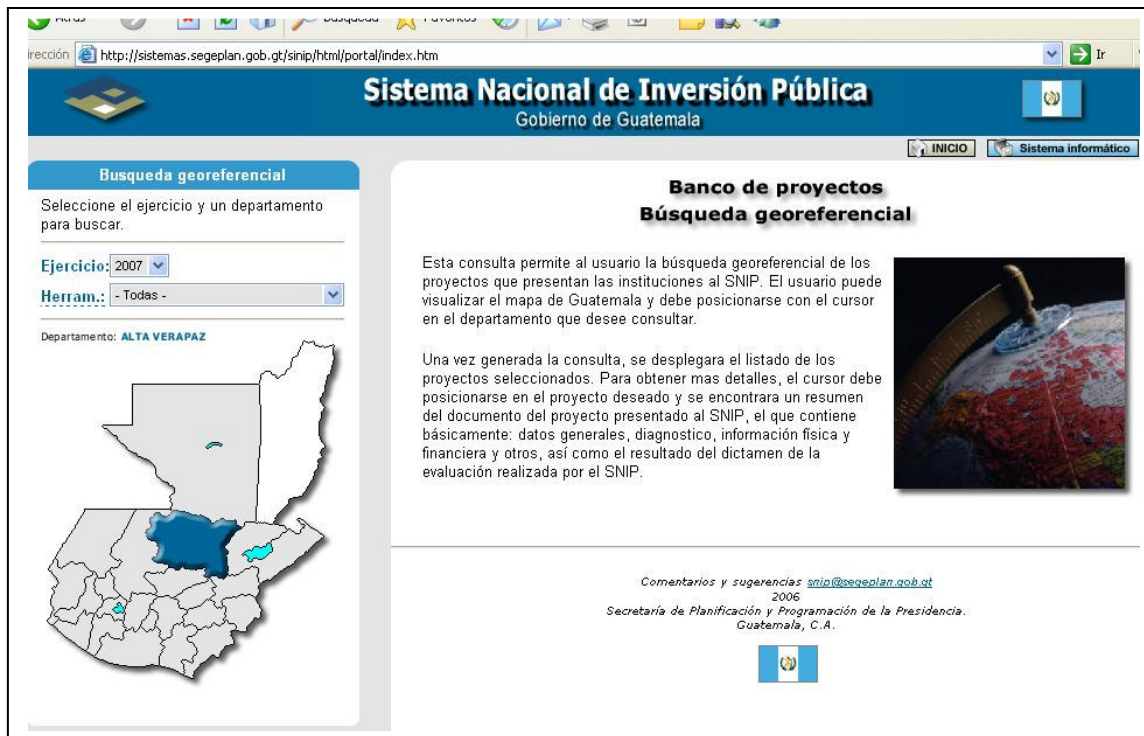 Atrás
Búsqueda
Favoritos
irección http://sistemas.segeplan.gob.gt/sinip/html/portal/index.htm Ir
Sistema Nacional de Inversión Pública
Gobierno de Guatemala
INICIO Sistema informático
Busqueda georeferencial
Seleccione el ejercicio y un departamento
para buscar.
Ejercicio: 2007
Herram.: - Todas -
Departamento: ALTA VERAPAZ
Banco de proyectos
Búsqueda georeferencial
Esta consulta permite al usuario la búsqueda georeferencial de los
proyectos que presentan las instituciones al SNIP. El usuario puede
visualizar el mapa de Guatemala y debe posicionarse con el cursor
en el departamento que desee consultar.
Una vez generada la consulta, se desplegara el listado de los
proyectos seleccionados. Para obtener mas detalles, el cursor debe
posicionarse en el proyecto deseado y se encontrara un resumen
del documento del proyecto presentado al SNIP, el que contiene
básicamente: datos generales, diagnostico, información física y
financiera y otros, así como el resultado del dictamen de la
evaluación realizada por el SNIP.
Comentarios y sugerencias snip@segeplan.gob.gt
2006
Secretaría de Planificación y Programación de la Presidencia.
Guatemala, C.A.